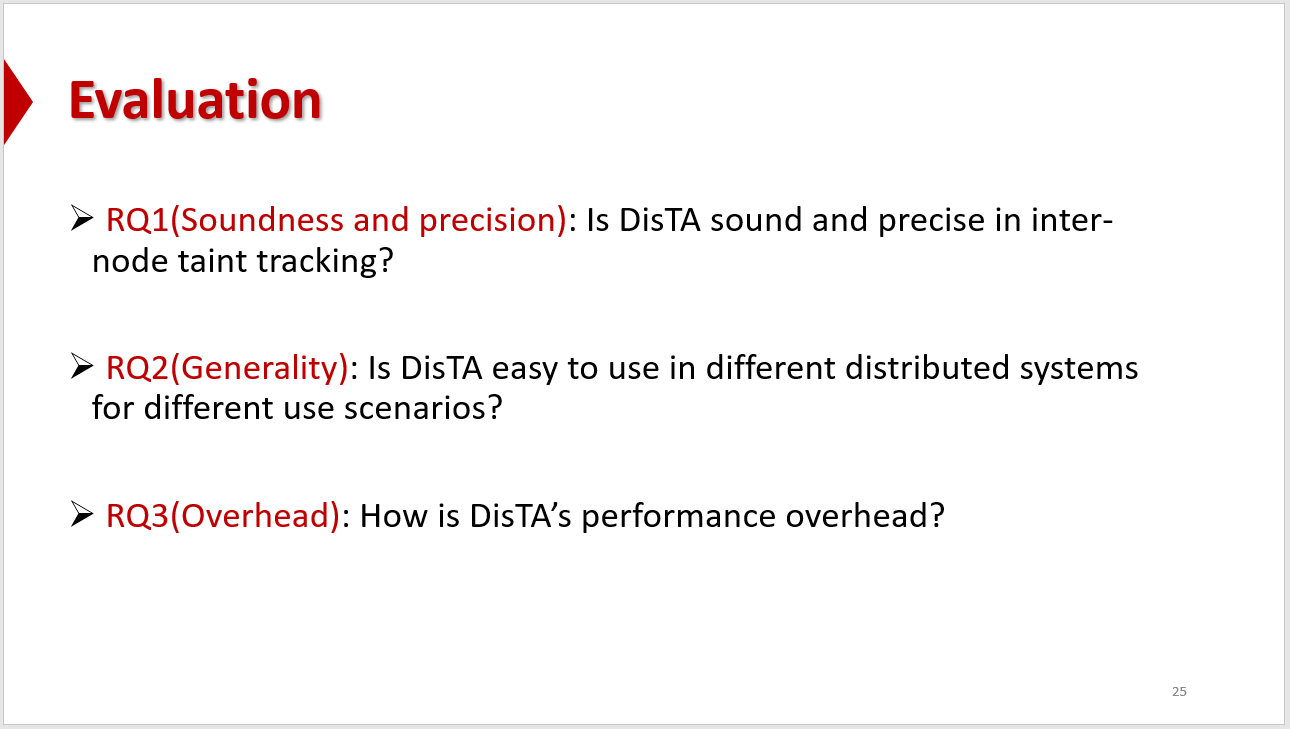 Evaluation
➢ RQ1(Soundness and precision): Is DisTA sound and precise in inter-
node taint tracking?
➢ RQ2(Generality): Is DisTA easy to use in different distributed systems
for different use scenarios?
➢ RQ3(Overhead): How is DisTA’s performance overhead?
25